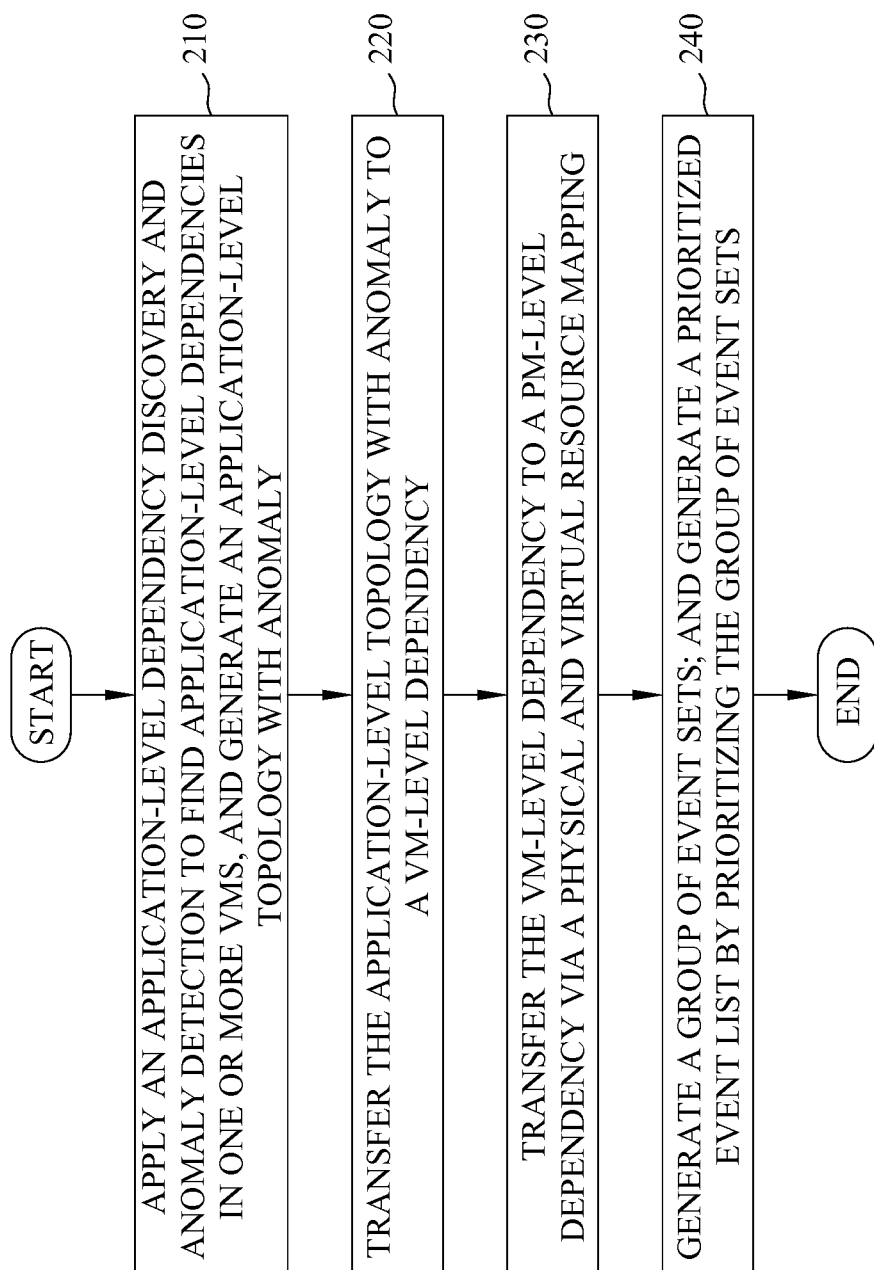 START
APPLY AN APPLICATION-LEVEL DEPENDENCY DISCOVERY AND
ANOMALY DETECTION TO FIND APPLICATION-LEVEL DEPENDENCIES
IN ONE OR MORE VMS, AND GENERATE AN APPLICATION-LEVEL
TOPOLOGY WITH ANOMALY
210
TRANSFER THE APPLICATION-LEVEL TOPOLOGY WITH ANOMALY TO
A VM-LEVEL DEPENDENCY
220
TRANSFER THE VM-LEVEL DEPENDENCY TO A PM-LEVEL
DEPENDENCY VIA A PHYSICAL AND VIRTUAL RESOURCE MAPPING
230
GENERATE A GROUP OF EVENT SETS; AND GENERATE A PRIORITIZED
EVENT LIST BY PRIORITIZING THE GROUP OF EVENT SETS
240
END